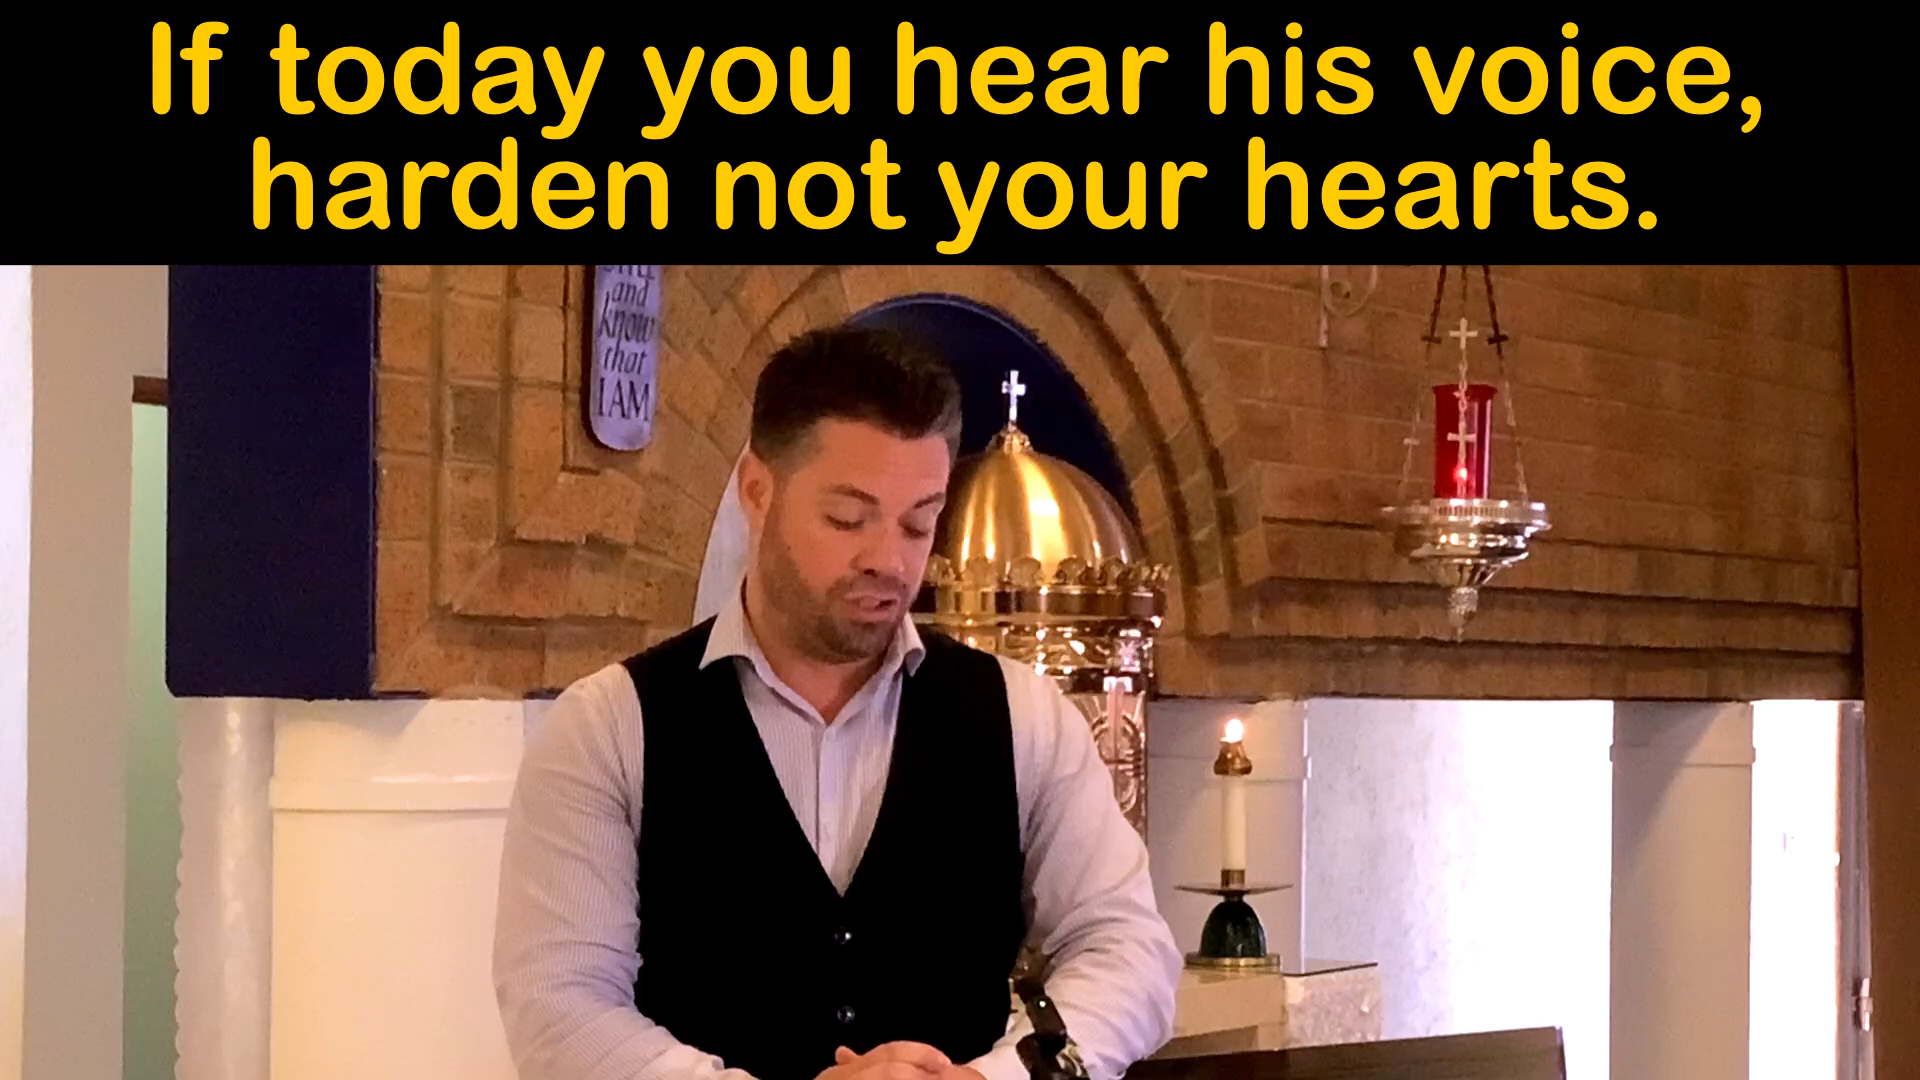 If today you hear his voice,
harden not your hearts.
and
know
that
I AM